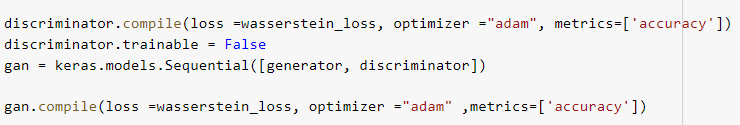 discriminator.compile(loss =wasserstein_loss, optimizer ="adam", metrics=['accuracy'])
discriminator.trainable = False
gan = keras.models.Sequential([generator, discriminator])
gan.compile(loss =wasserstein_loss, optimizer ="adam" ,metrics=['accuracy'])